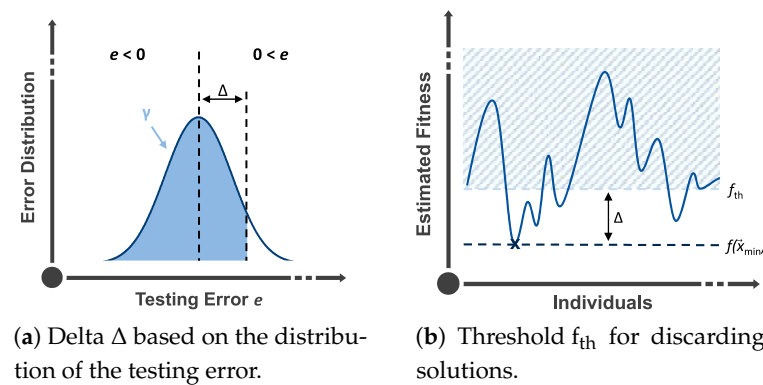 e < 0
0 < e
Δ
γ
Error Distribution
Testing Error e
(a) Delta Δ based on the distribu-
tion of the testing error.
Estimated Fitness
f_th
Δ
f(x̌_min)
Individuals
(b) Threshold f_th for discarding
solutions.